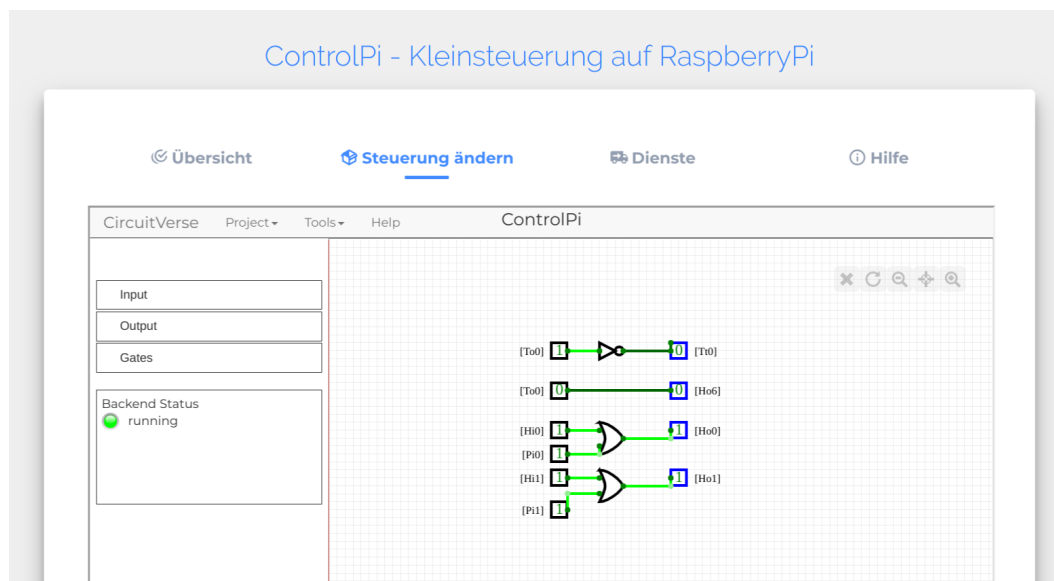 ControlPi - Kleinsteuerung auf RaspberryPi
Übersicht Steuerung ändern Dienste Hilfe
CircuitVerse Project Tools Help ControlPi
Input
Output
Gates
Backend Status
running
[To0] 1 0 [Tt0]
[To0] 0 0 [Ho6]
[Hi0] 1 1 [Ho0]
[Pi0] 1
[Hi1] 1 1 [Ho1]
[Pi1] 1